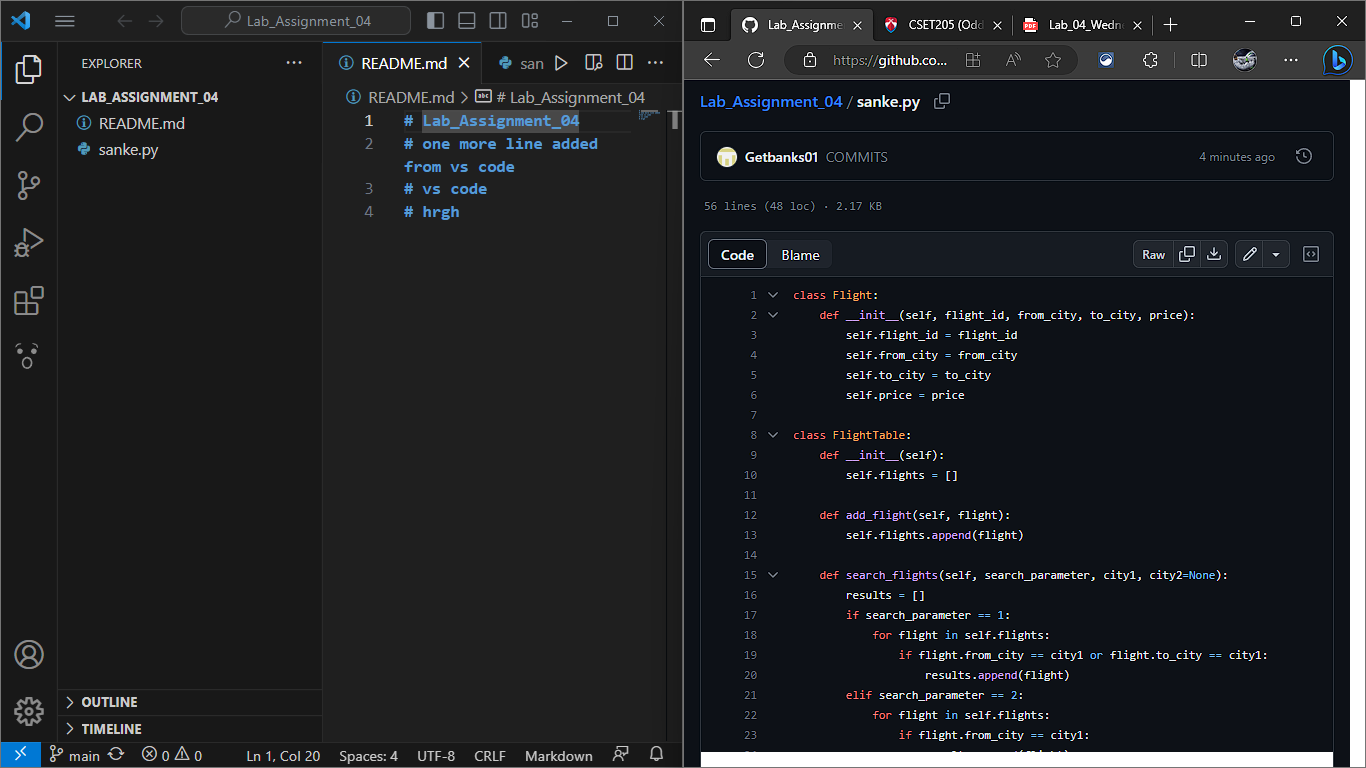 Lab_Assignment_04
EXPLORER
LAB_ASSIGNMENT_04
README.md
sanke.py
OUTLINE
TIMELINE
README.md
san
README.md > # Lab_Assignment_04
1 # Lab_Assignment_04
2 # one more line added
from vs code
3 # vs code
4 # hrgh
main 0 0 Ln 1, Col 20 Spaces: 4 UTF-8 CRLF Markdown
Lab_Assignme
CSET205 (Odd
Lab_04_Wedn
https://github.co...
Lab_Assignment_04 / sanke.py
Getbanks01 COMMITS 4 minutes ago
56 lines (48 loc) · 2.17 KB
Code Blame Raw
1 class Flight:
2 def __init__(self, flight_id, from_city, to_city, price):
3 self.flight_id = flight_id
4 self.from_city = from_city
5 self.to_city = to_city
6 self.price = price
7
8 class FlightTable:
9 def __init__(self):
10 self.flights = []
11
12 def add_flight(self, flight):
13 self.flights.append(flight)
14
15 def search_flights(self, search_parameter, city1, city2=None):
16 results = []
17 if search_parameter == 1:
18 for flight in self.flights:
19 if flight.from_city == city1 or flight.to_city == city1:
20 results.append(flight)
21 elif search_parameter == 2:
22 for flight in self.flights:
23 if flight.from_city == city1: